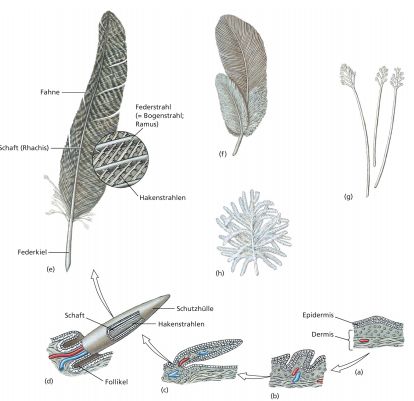 Fahne
Federstrahl
(= Bogenstrahl;
Ramus)
Schaft (Rhachis)
Hakenstrahlen
Federkiel
(e)
(f)
(g)
(h)
Schutzhülle
Schaft
Hakenstrahlen
Follikel
(d)
(c)
(b)
Epidermis
Dermis
(a)